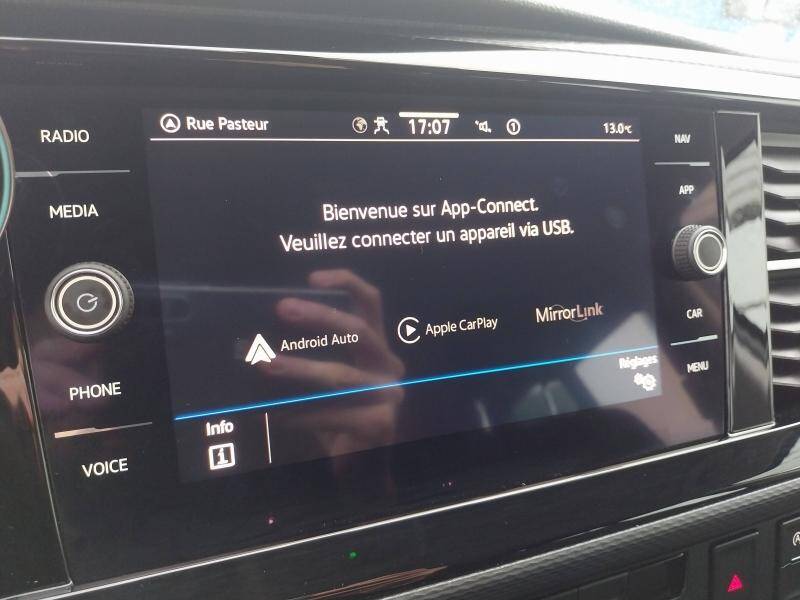 Rue Pasteur
17:07
1
13.0°C
RADIO
MEDIA
PHONE
VOICE
Bienvenue sur App-Connect.
Veuillez connecter un appareil via USB.
Android Auto
Apple CarPlay
MirrorLink
Réglages
Info
i
NAV
APP
CAR
MENU